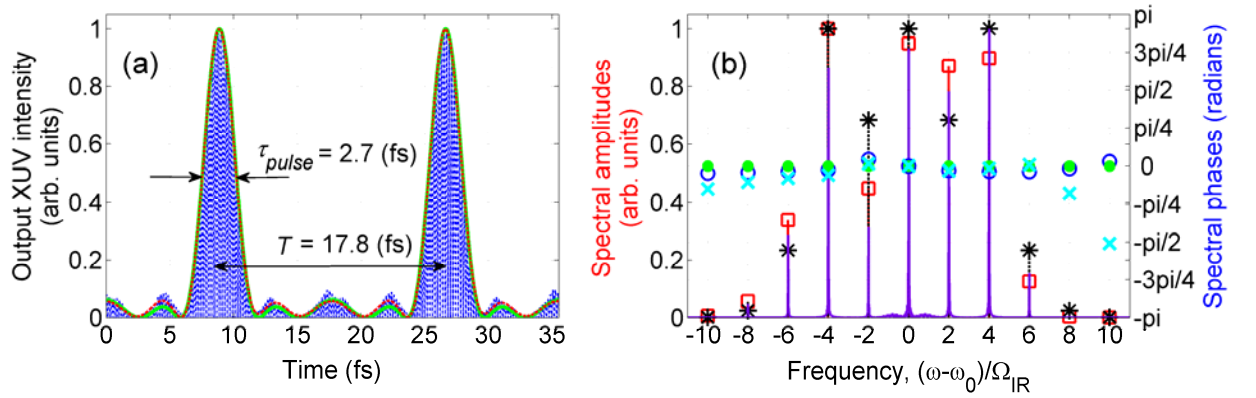 (a)
Output XUV intensity
(arb. units)
1
0.8
0.6
0.4
0.2
0
τpulse = 2.7 (fs)
T = 17.8 (fs)
0 5 10 15 20 25 30 35
Time (fs)
(b)
Spectral amplitudes
(arb. units)
1
0.8
0.6
0.4
0.2
0
pi
3pi/4
pi/2
pi/4
0
-pi/4
-pi/2
-3pi/4
-pi
Spectral phases (radians)
-10 -8 -6 -4 -2 0 2 4 6 8 10
Frequency, (ω-ω0)/ΩIR